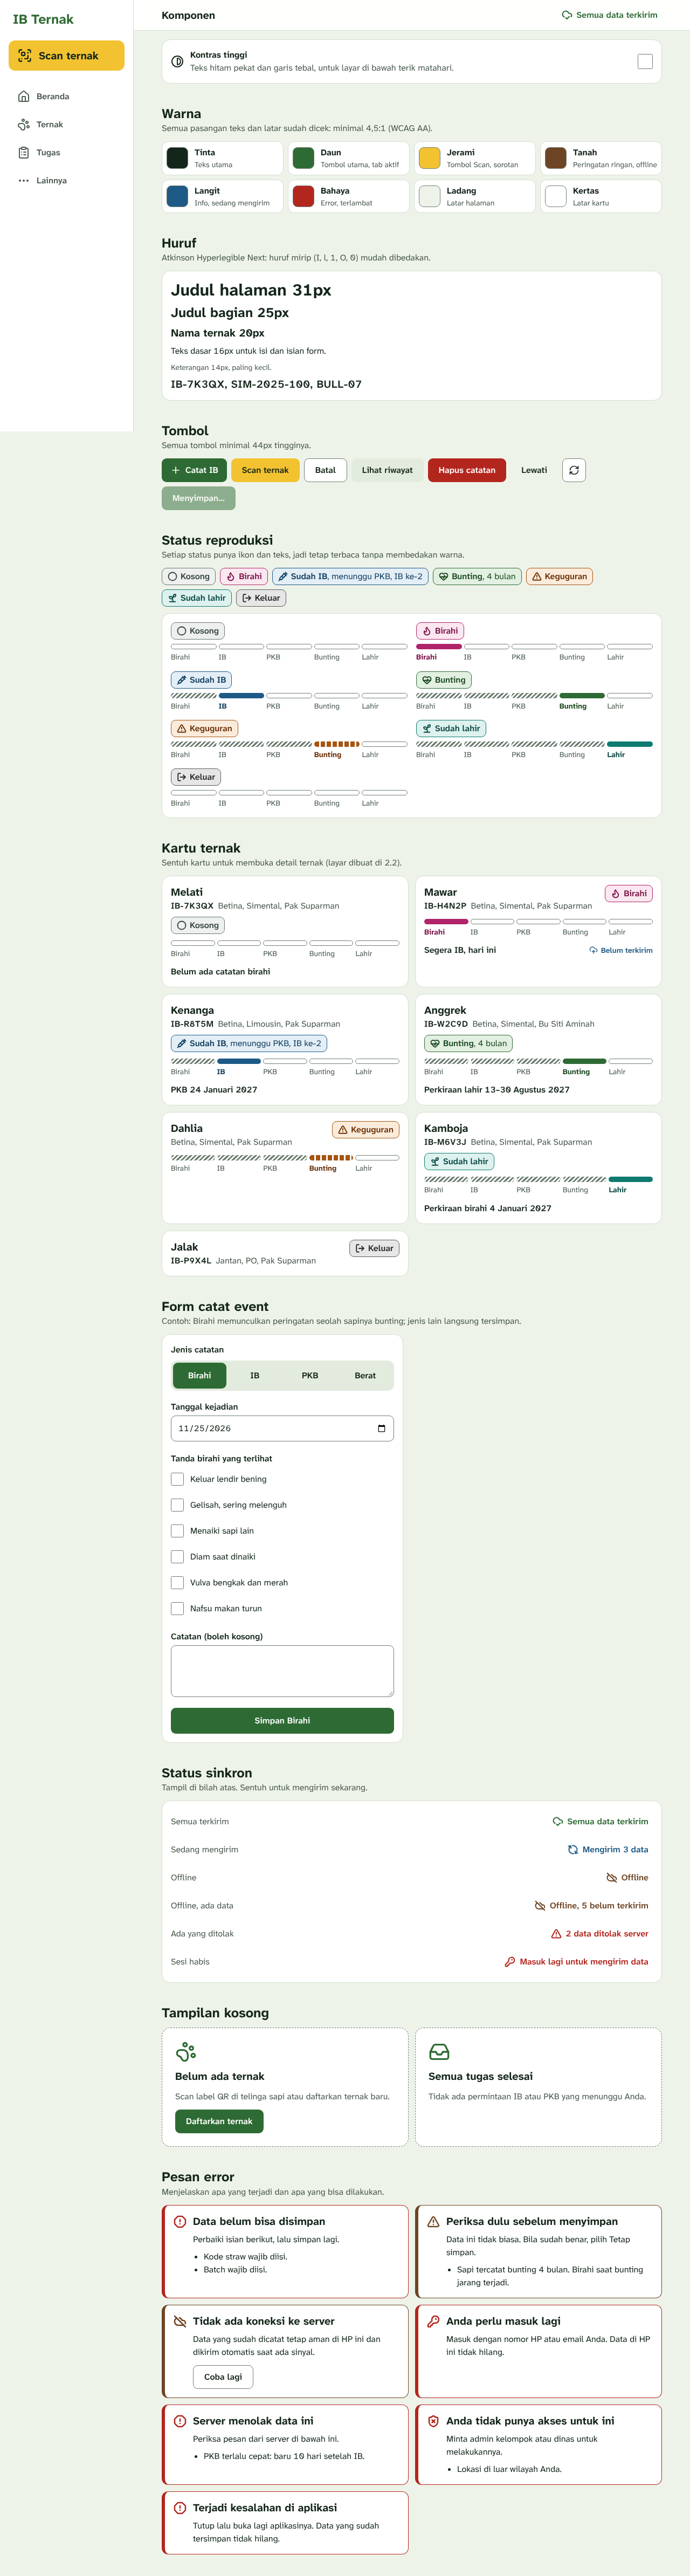 IB Ternak
Scan ternak
Beranda
Ternak
Tugas
Lainnya
Komponen
Semua data terkirim
Kontras tinggi
Teks hitam pekat dan garis tebal, untuk layar di bawah terik matahari.
Warna
Semua pasangan teks dan latar sudah dicek: minimal 4,5:1 (WCAG AA).
Tinta
Teks utama
Daun
Tombol utama, tab aktif
Jerami
Tombol Scan, sorotan
Tanah
Peringatan ringan, offline
Langit
Info, sedang mengirim
Bahaya
Error, terlambat
Ladang
Latar halaman
Kertas
Latar kartu
Huruf
Atkinson Hyperlegible Next: huruf mirip (I, l, 1, O, 0) mudah dibedakan.
Judul halaman 31px
Judul bagian 25px
Nama ternak 20px
Teks dasar 16px untuk isi dan isian form.
Keterangan 14px, paling kecil.
IB-7K3QX, SIM-2025-100, BULL-07
Tombol
Semua tombol minimal 44px tingginya.
Catat IB
Scan ternak
Batal
Lihat riwayat
Hapus catatan
Lewati
Menyimpan...
Status reproduksi
Setiap status punya ikon dan teks, jadi tetap terbaca tanpa membedakan warna.
Kosong
Birahi
Sudah IB, menunggu PKB, IB ke-2
Bunting, 4 bulan
Keguguran
Sudah lahir
Keluar
Kosong
Birahi IB PKB Bunting Lahir
Birahi
Birahi IB PKB Bunting Lahir
Sudah IB
Birahi IB PKB Bunting Lahir
Bunting
Birahi IB PKB Bunting Lahir
Keguguran
Birahi IB PKB Bunting Lahir
Sudah lahir
Birahi IB PKB Bunting Lahir
Keluar
Birahi IB PKB Bunting Lahir
Kartu ternak
Sentuh kartu untuk membuka detail ternak (layar dibuat di 2.2).
Melati
IB-7K3QX Betina, Simental, Pak Suparman
Kosong
Birahi IB PKB Bunting Lahir
Belum ada catatan birahi
Mawar
Birahi
IB-H4N2P Betina, Simental, Pak Suparman
Birahi IB PKB Bunting Lahir
Segera IB, hari ini
Belum terkirim
Kenanga
IB-R8T5M Betina, Limousin, Pak Suparman
Sudah IB, menunggu PKB, IB ke-2
Birahi IB PKB Bunting Lahir
PKB 24 Januari 2027
Anggrek
IB-W2C9D Betina, Simental, Bu Siti Aminah
Bunting, 4 bulan
Birahi IB PKB Bunting Lahir
Perkiraan lahir 13–30 Agustus 2027
Dahlia
Keguguran
Betina, Simental, Pak Suparman
Birahi IB PKB Bunting Lahir
Kamboja
IB-M6V3J Betina, Simental, Pak Suparman
Sudah lahir
Birahi IB PKB Bunting Lahir
Perkiraan birahi 4 Januari 2027
Jalak
Keluar
IB-P9X4L Jantan, PO, Pak Suparman
Form catat event
Contoh: Birahi memunculkan peringatan seolah sapinya bunting; jenis lain langsung tersimpan.
Jenis catatan
Birahi IB PKB Berat
Tanggal kejadian
11/25/2026
Tanda birahi yang terlihat
Keluar lendir bening
Gelisah, sering melenguh
Menaiki sapi lain
Diam saat dinaiki
Vulva bengkak dan merah
Nafsu makan turun
Catatan (boleh kosong)
Simpan Birahi
Status sinkron
Tampil di bilah atas. Sentuh untuk mengirim sekarang.
Semua terkirim
Semua data terkirim
Sedang mengirim
Mengirim 3 data
Offline
Offline
Offline, ada data
Offline, 5 belum terkirim
Ada yang ditolak
2 data ditolak server
Sesi habis
Masuk lagi untuk mengirim data
Tampilan kosong
Belum ada ternak
Scan label QR di telinga sapi atau daftarkan ternak baru.
Daftarkan ternak
Semua tugas selesai
Tidak ada permintaan IB atau PKB yang menunggu Anda.
Pesan error
Menjelaskan apa yang terjadi dan apa yang bisa dilakukan.
Data belum bisa disimpan
Perbaiki isian berikut, lalu simpan lagi.
• Kode straw wajib diisi.
• Batch wajib diisi.
Periksa dulu sebelum menyimpan
Data ini tidak biasa. Bila sudah benar, pilih Tetap
simpan.
• Sapi tercatat bunting 4 bulan. Birahi saat bunting
jarang terjadi.
Tidak ada koneksi ke server
Data yang sudah dicatat tetap aman di HP ini dan
dikirim otomatis saat ada sinyal.
Coba lagi
Anda perlu masuk lagi
Masuk dengan nomor HP atau email Anda. Data di HP
ini tidak hilang.
Server menolak data ini
Periksa pesan dari server di bawah ini.
• PKB terlalu cepat: baru 10 hari setelah IB.
Anda tidak punya akses untuk ini
Minta admin kelompok atau dinas untuk
melakukannya.
• Lokasi di luar wilayah Anda.
Terjadi kesalahan di aplikasi
Tutup lalu buka lagi aplikasinya. Data yang sudah
tersimpan tidak hilang.